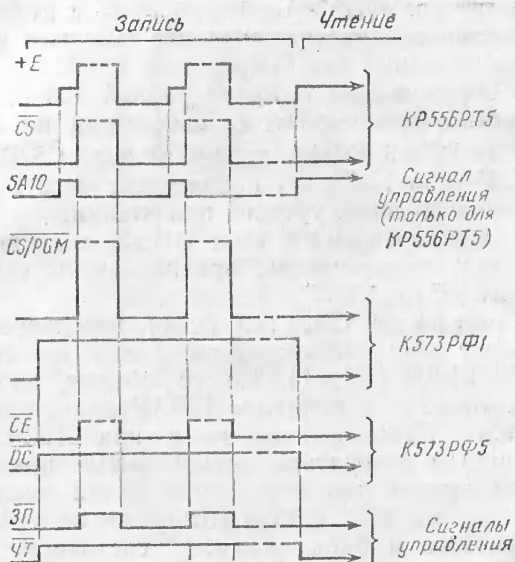 Запись
Чтение
+E
CS
КР556РТ5
SA10
Сигнал
управления
(только для
КР556РТ5)
CS/PGM
К573РФ1
CE
DC
К573РФ5
ЗП
ЧТ
Сигналы
управления